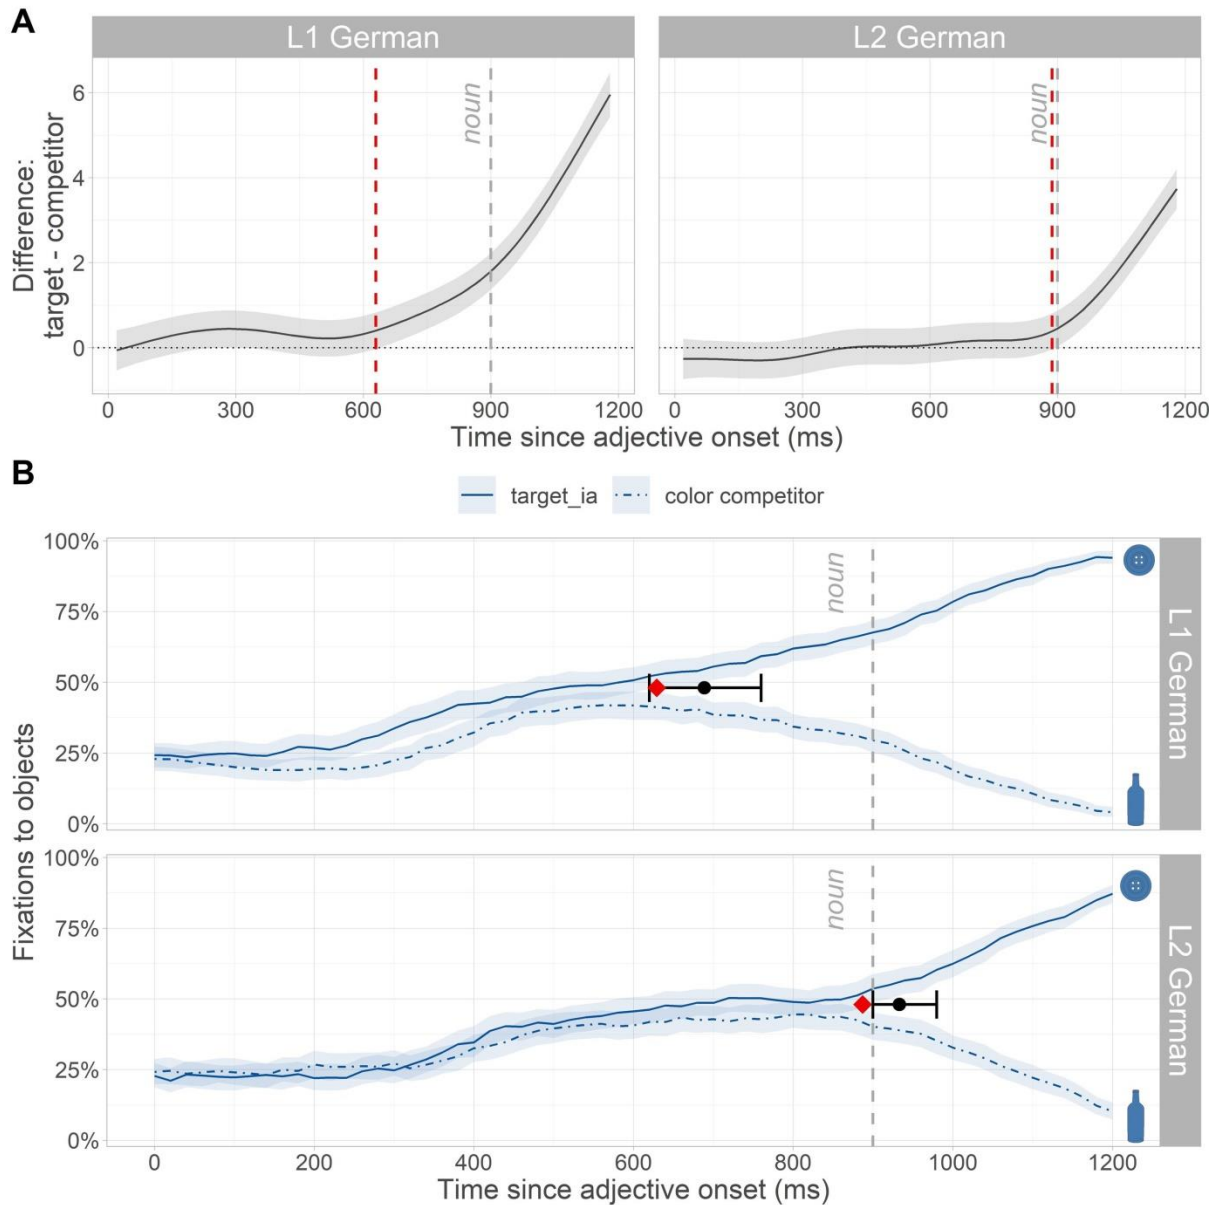 A
L1 German
L2 German
Difference:
target - competitor
6
4
2
0
noun
noun
0 300 600 900 1200
0 300 600 900 1200
Time since adjective onset (ms)
B
target_ia color competitor
Fixations to objects
100%
75%
50%
25%
0%
noun
L1 German
100%
75%
50%
25%
0%
noun
L2 German
0 200 400 600 800 1000 1200
Time since adjective onset (ms)